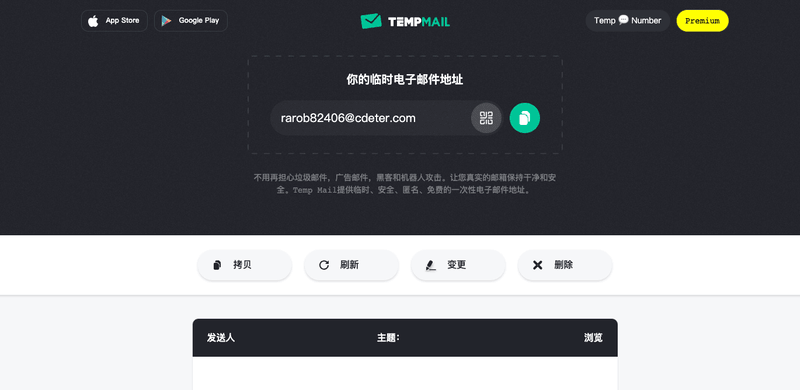 App Store
Google Play
TEMPMAIL
Temp Number
Premium
你的临时电子邮件地址
rarob82406@cdeter.com
不用再担心垃圾邮件，广告邮件，黑客和机器人攻击。让您真实的邮箱保持干净和安
全。Temp Mail提供临时、安全、匿名、免费的一次性电子邮件地址。
拷贝
刷新
变更
删除
发送人
主题:
浏览